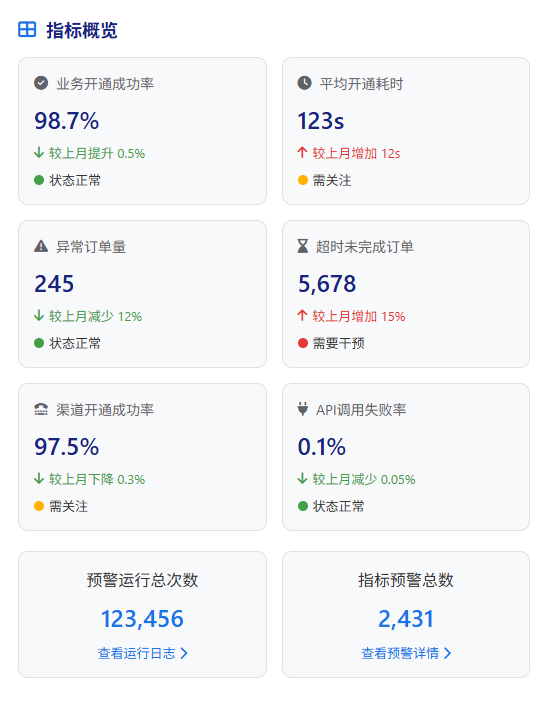 指标概览
业务开通成功率
98.7%
较上月提升 0.5%
状态正常
平均开通耗时
123s
较上月增加 12s
需关注
异常订单量
245
较上月减少 12%
状态正常
超时未完成订单
5,678
较上月增加 15%
需要干预
渠道开通成功率
97.5%
较上月下降 0.3%
需关注
API调用失败率
0.1%
较上月减少 0.05%
状态正常
预警运行总次数
123,456
查看运行日志
指标预警总数
2,431
查看预警详情